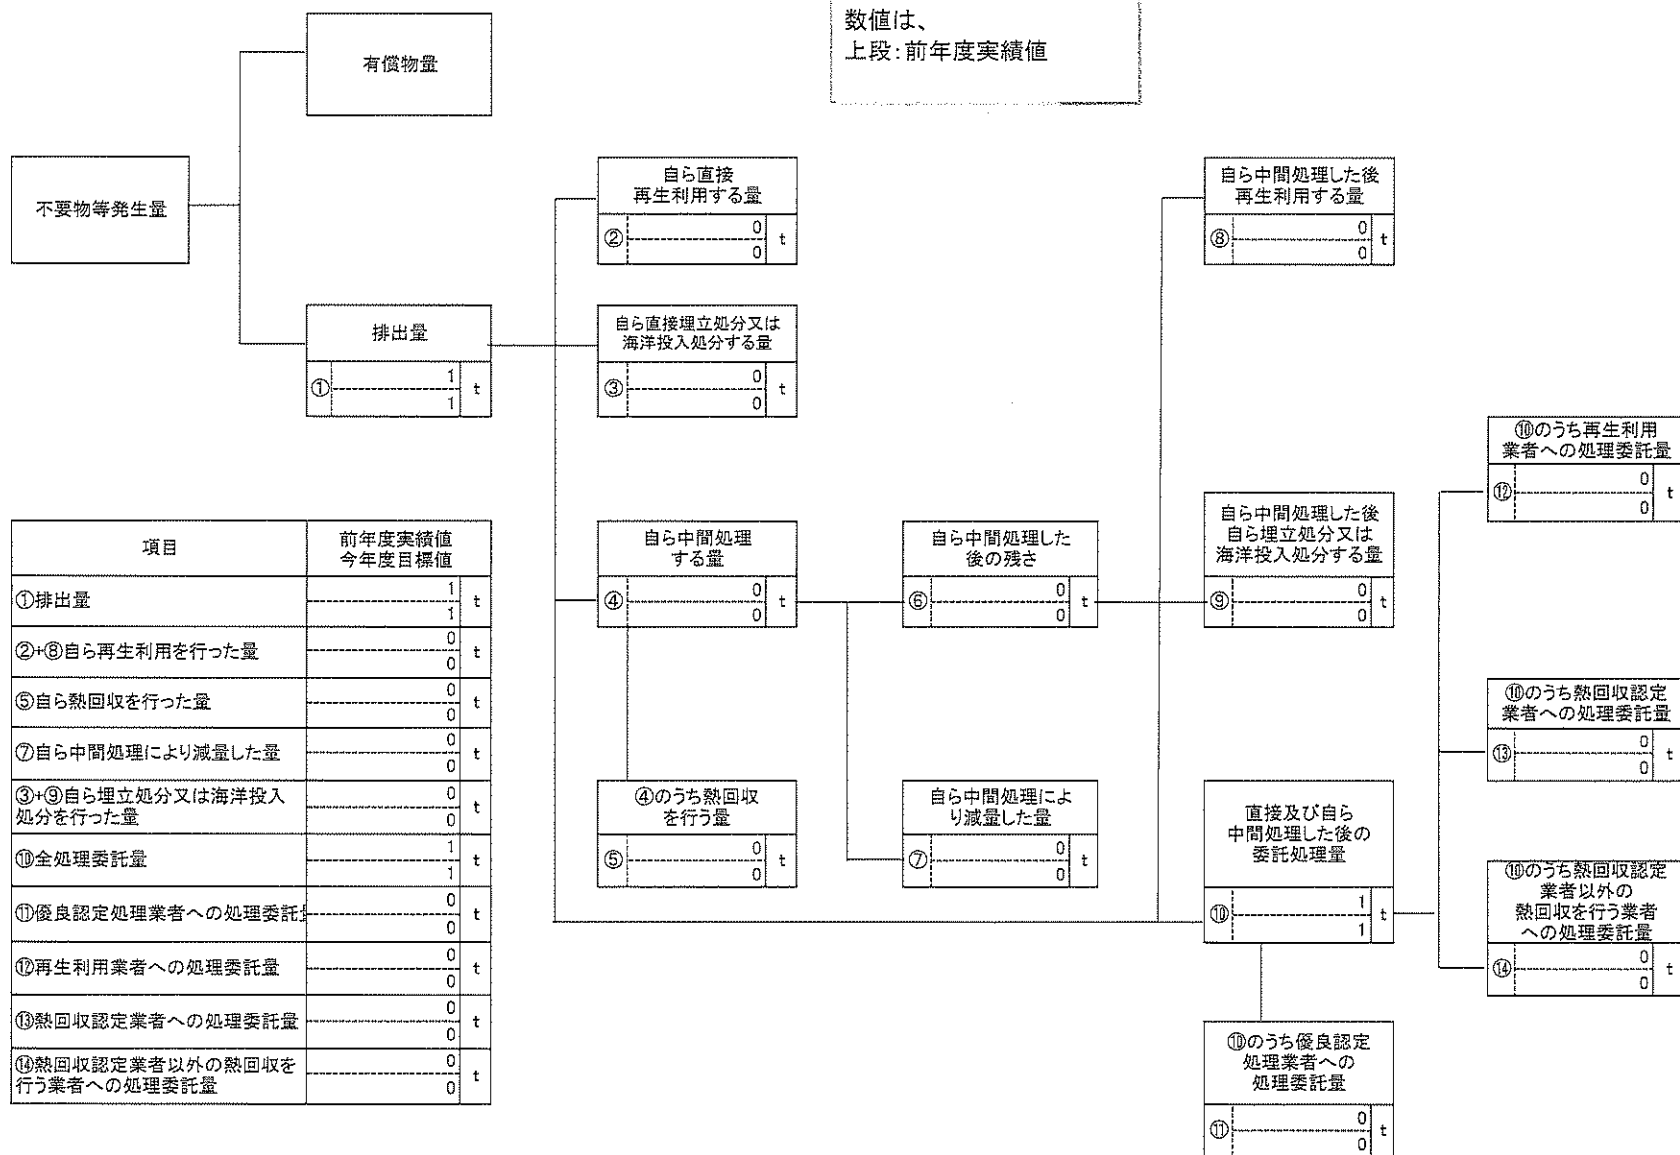 数値は、
上段:前年度実績値
有償物量
不要物等発生量
排出量
① 1 t
1
自ら直接
再生利用する量
② 0 t
0
自ら直接埋立処分又は
海洋投入処分する量
③ 0 t
0
自ら中間処理
する量
④ 0 t
0
④のうち熱回収
を行う量
⑤ 0 t
0
自ら中間処理した
後の残さ
⑥ 0 t
0
自ら中間処理によ
り減量した量
⑦ 0 t
0
自ら中間処理した後
再生利用する量
⑧ 0 t
0
自ら中間処理した後
自ら埋立処分又は
海洋投入処分する量
⑨ 0 t
0
直接及び自ら
中間処理した後の
委託処理量
⑩ 1 t
1
⑩のうち優良認定
処理業者への
処理委託量
⑪ 0 t
0
⑩のうち再生利用
業者への処理委託量
⑫ 0 t
0
⑩のうち熱回収認定
業者への処理委託量
⑬ 0 t
0
⑩のうち熱回収認定
業者以外の
熱回収を行う業者
への処理委託量
⑭ 0 t
0
項目
前年度実績値
今年度目標値
①排出量 1 t
1
②+⑧自ら再生利用を行った量 0 t
0
⑤自ら熱回収を行った量 0 t
0
⑦自ら中間処理により減量した量 0 t
0
③+⑨自ら埋立処分又は海洋投入
処分を行った量 0 t
0
⑩全処理委託量 1 t
1
⑪優良認定処理業者への処理委託 0 t
0
⑫再生利用業者への処理委託量 0 t
0
⑬熱回収認定業者への処理委託量 0 t
0
⑭熱回収認定業者以外の熱回収を
行う業者への処理委託量 0 t
0